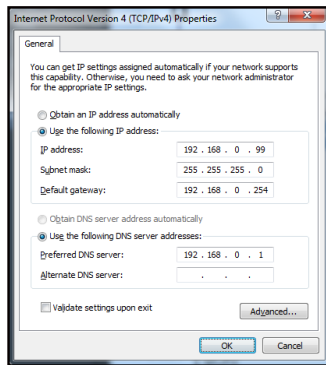 Internet Protocol Version 4 (TCP/IPv4) Properties
General
You can get IP settings assigned automatically if your network supports
this capability. Otherwise, you need to ask your network administrator
for the appropriate IP settings.
Obtain an IP address automatically
Use the following IP address:
IP address: 192 . 168 . 0 . 99
Subnet mask: 255 . 255 . 255 . 0
Default gateway: 192 . 168 . 0 . 254
Obtain DNS server address automatically
Use the following DNS server addresses:
Preferred DNS server: 192 . 168 . 0 . 1
Alternate DNS server: . . .
Validate settings upon exit
Advanced...
OK Cancel